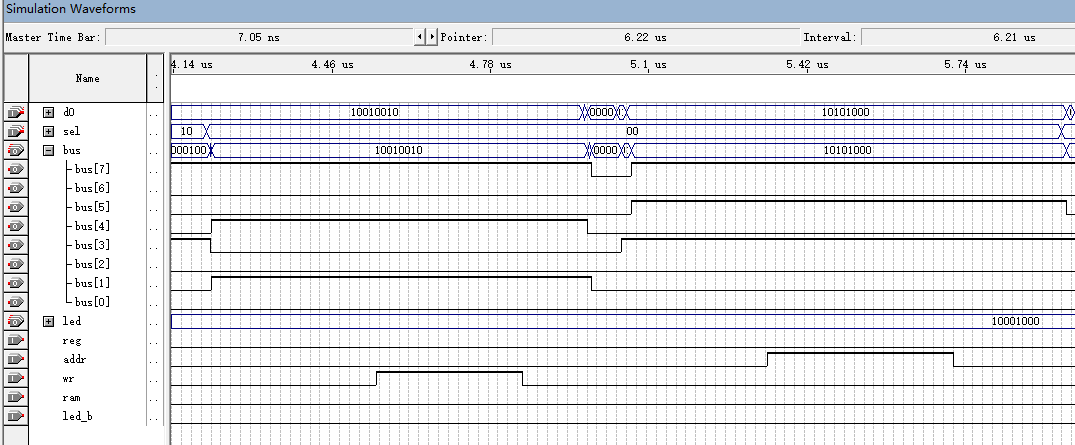 Simulation Waveforms
Master Time Bar: 7.05 ns Pointer: 6.22 us Interval: 6.21 us
Name
4.14 us 4.46 us 4.78 us 5.1 us 5.42 us 5.74 us
d0 10010010 0000 10101000
sel 10 00
bus 000100 10010010 0000 10101000
bus[7]
bus[6]
bus[5]
bus[4]
bus[3]
bus[2]
bus[1]
bus[0]
led 10001000
reg
addr
wr
ram
led_b